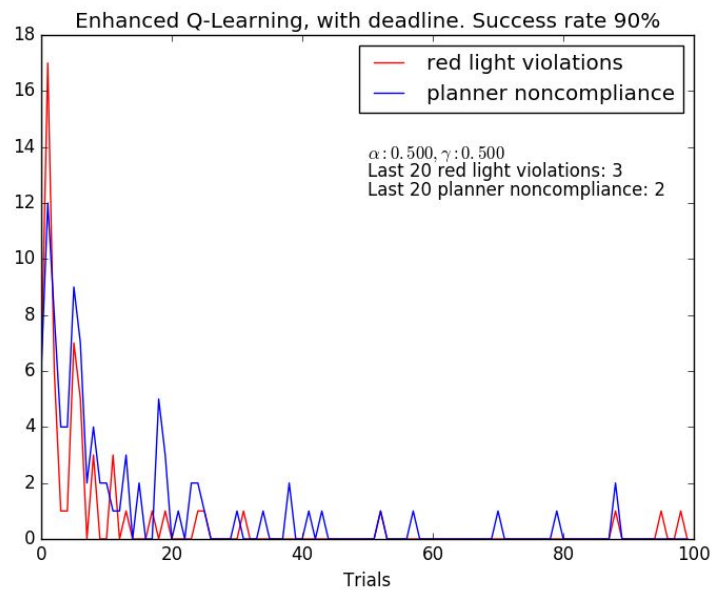 Enhanced Q-Learning, with deadline. Success rate 90%
18
16
14
12
10
8
6
4
2
0
red light violations
planner noncompliance
α:0.500, γ:0.500
Last 20 red light violations: 3
Last 20 planner noncompliance: 2
0 20 40 60 80 100
Trials